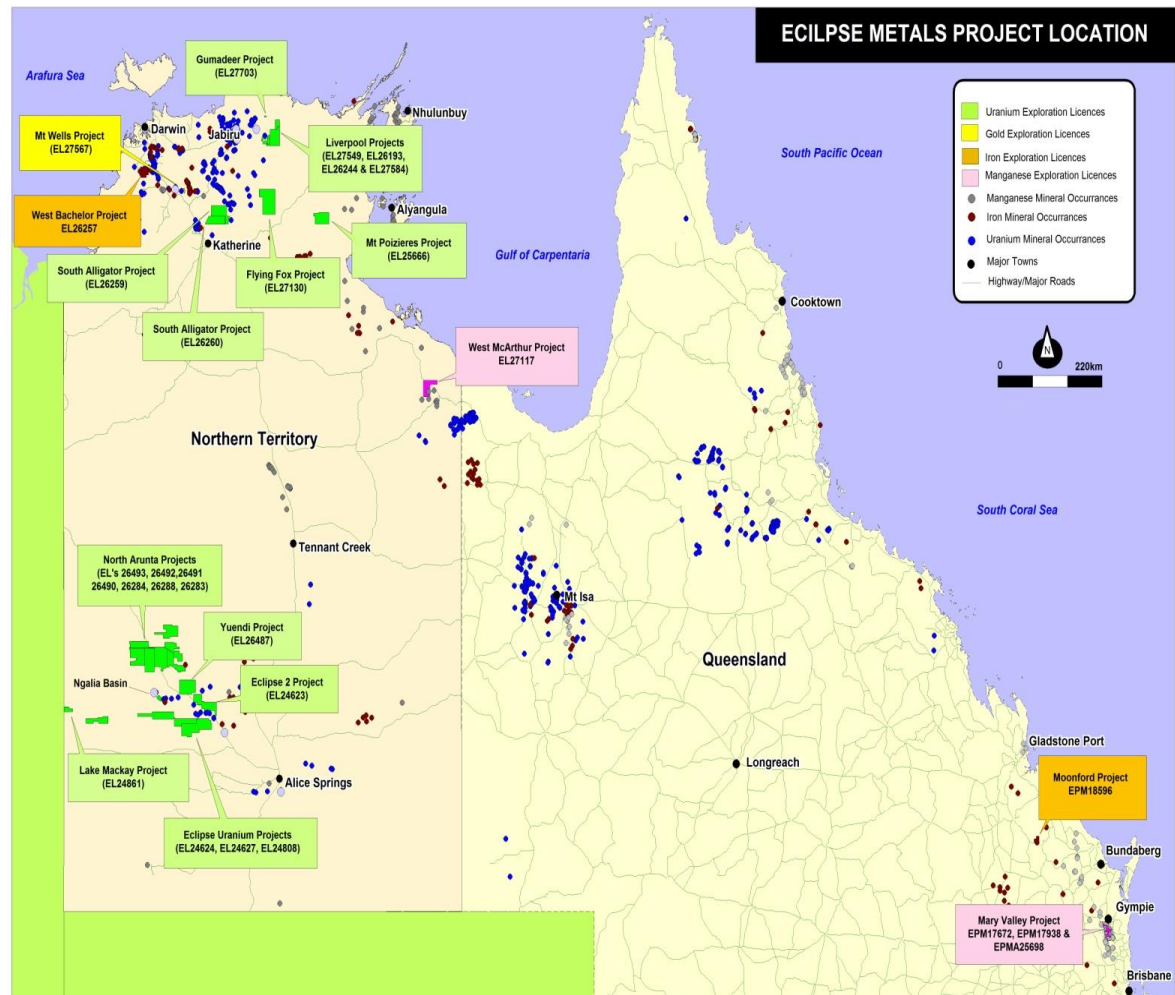 ECILPSE METALS PROJECT LOCATION
Arafura Sea
Gumadeer Project
(EL27703)
Nhulunbuy
Darwin
Jabiru
Mt Wells Project
(EL27567)
Liverpool Projects
(EL27549, EL26193,
EL26244 & EL27584)
West Bachelor Project
EL26257
Alyangula
Katherine
Mt Poizieres Project
(EL25666)
South Alligator Project
(EL26259)
Flying Fox Project
(EL27130)
South Alligator Project
(EL26260)
Gulf of Carpentaria
South Pacific Ocean
Uranium Exploration Licences
Gold Exploration Licences
Iron Exploration Licences
Manganese Exploration Licences
Manganese Mineral Occurrances
Iron Mineral Occurrances
Uranium Mineral Occurrances
Major Towns
Highway/Major Roads
N
0 220km
Cooktown
West McArthur Project
EL27117
Northern Territory
South Coral Sea
Tennant Creek
Mt Isa
North Arunta Projects
(EL's 26493, 26492,26491
26490, 26284, 26288, 26283)
Yuendi Project
(EL26487)
Queensland
Ngalia Basin
Eclipse 2 Project
(EL24623)
Lake Mackay Project
(EL24861)
Alice Springs
Longreach
Gladstone Port
Eclipse Uranium Projects
(EL24624, EL24627, EL24808)
Moonford Project
EPM18596
Bundaberg
Gympie
Mary Valley Project
EPM17672, EPM17938 &
EPMA25698
Brisbane